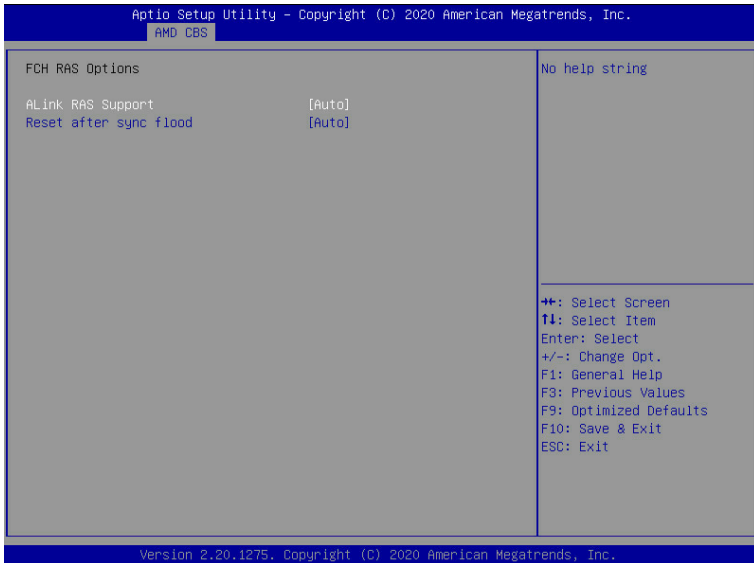 Aptio Setup Utility – Copyright (C) 2020 American Megatrends, Inc.
AMD CBS
FCH RAS Options
ALink RAS Support [Auto]
Reset after sync flood [Auto]
No help string
→←: Select Screen
↑↓: Select Item
Enter: Select
+/-: Change Opt.
F1: General Help
F3: Previous Values
F9: Optimized Defaults
F10: Save & Exit
ESC: Exit
Version 2.20.1275. Copyright (C) 2020 American Megatrends, Inc.